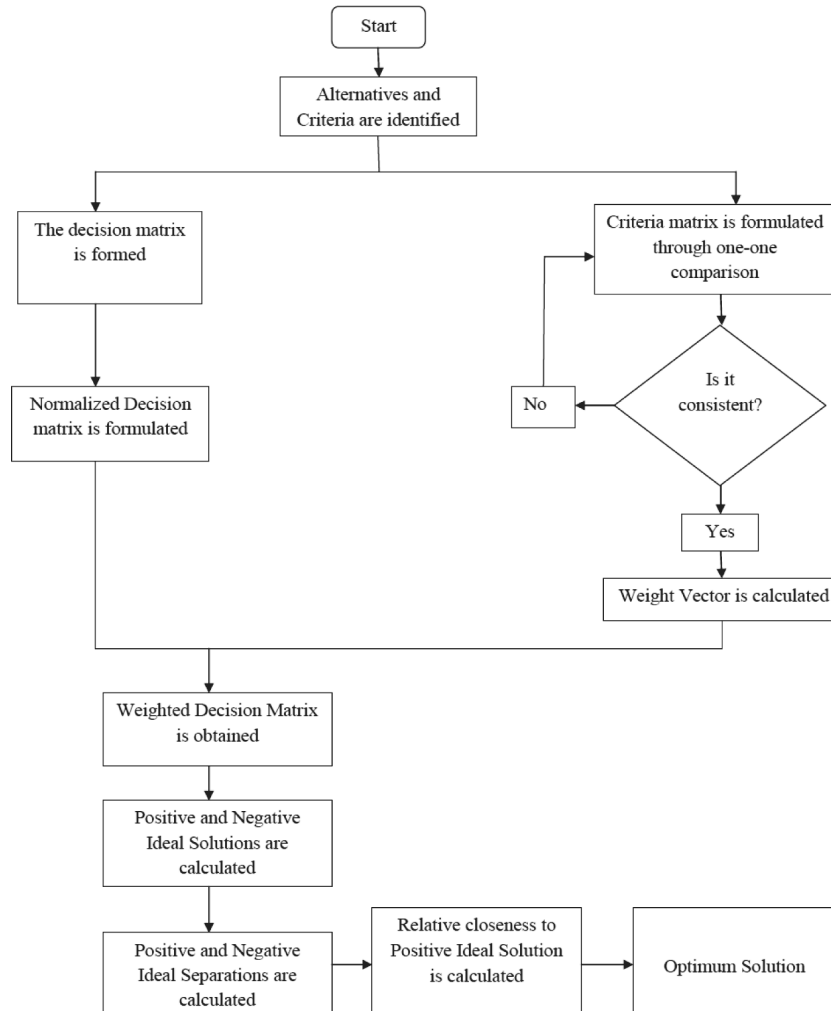 Start
Alternatives and
Criteria are identified
The decision matrix
is formed
Criteria matrix is formulated
through one-one
comparison
Normalized Decision
matrix is formulated
Is it
consistent?
No
Yes
Weight Vector is calculated
Weighted Decision Matrix
is obtained
Positive and Negative
Ideal Solutions are
calculated
Positive and Negative
Ideal Separations are
calculated
Relative closeness to
Positive Ideal Solution
is calculated
Optimum Solution